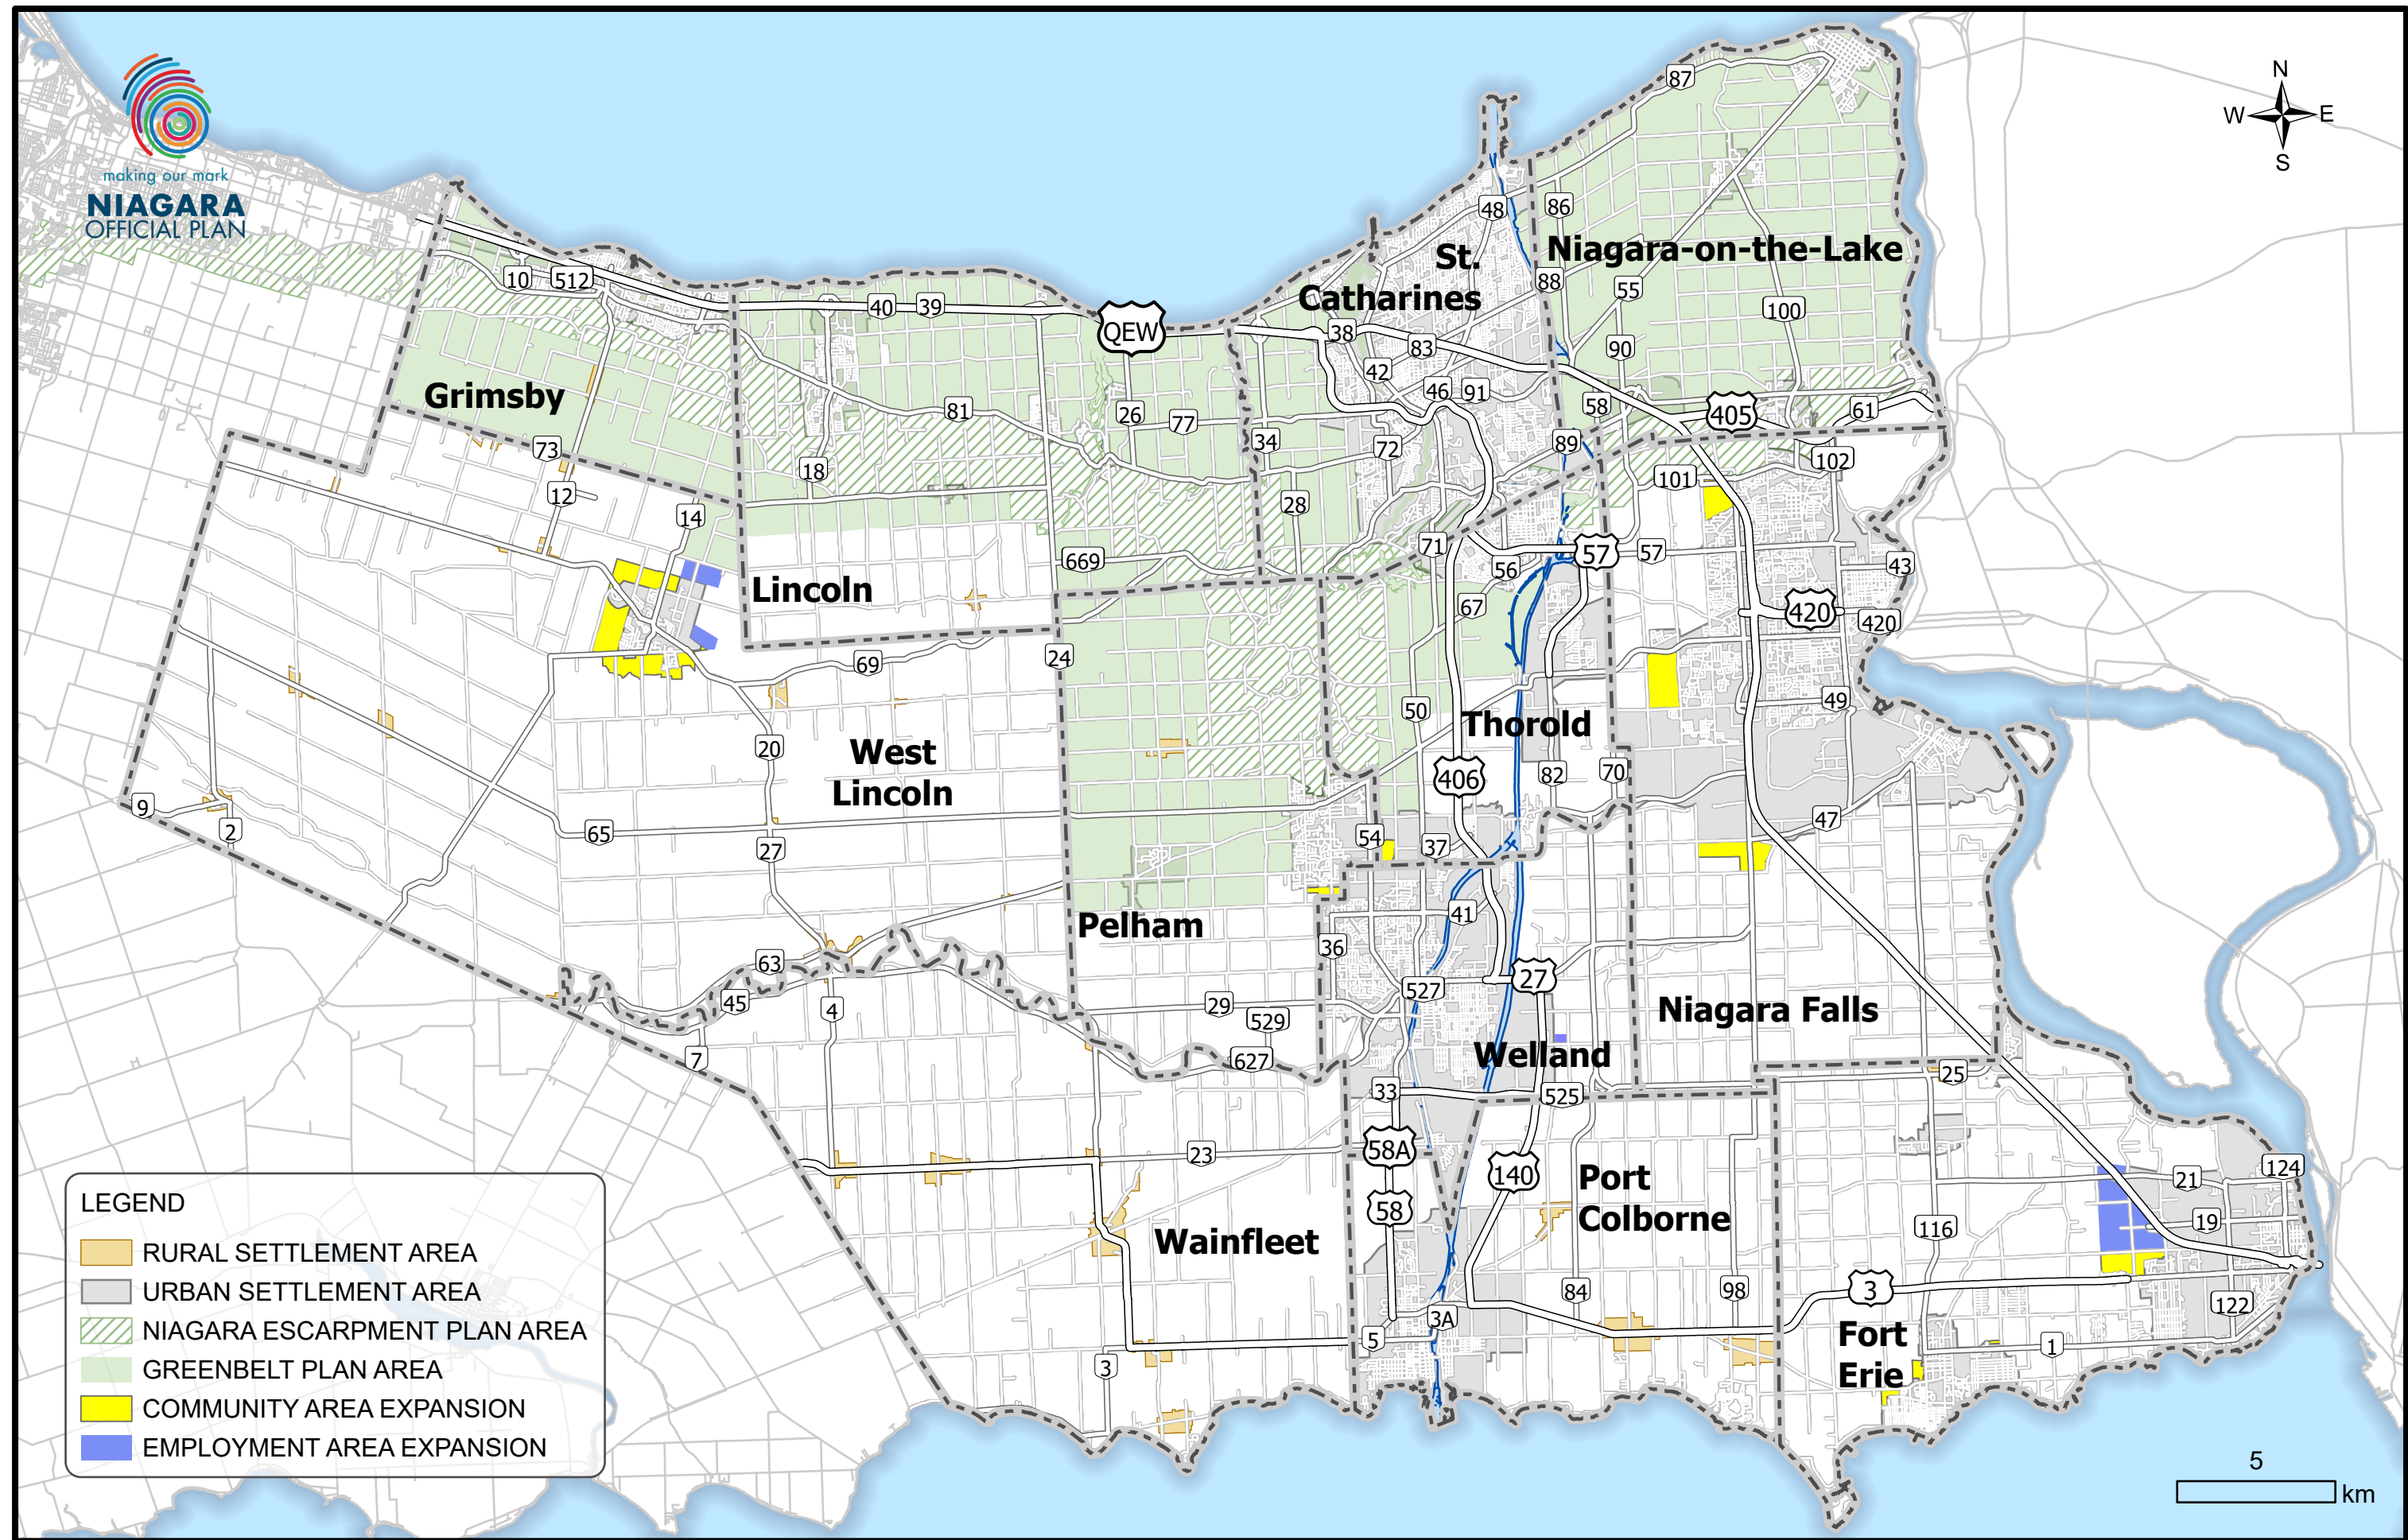 making our mark
NIAGARA
OFFICIAL PLAN
N
W E
S
87
48
86
St.
Catharines
Niagara-on-the-Lake
10
512
88
55
40
39
QEW
100
38
83
90
42
Grimsby
46
91
81
26
77
58
405
61
34
73
72
89
18
102
101
12
28
14
71
57
57
669
56
43
Lincoln
67
420
420
24
69
50
49
Thorold
20
West
Lincoln
406
82
70
9
2
65
54
37
47
27
41
Pelham
36
63
27
527
45
4
29
529
Niagara Falls
7
627
Welland
25
33
525
58A
23
140
Port
Colborne
124
21
58
19
116
Wainfleet
84
98
3
122
3A
5
Fort
Erie
1
3
LEGEND
RURAL SETTLEMENT AREA
URBAN SETTLEMENT AREA
NIAGARA ESCARPMENT PLAN AREA
GREENBELT PLAN AREA
COMMUNITY AREA EXPANSION
EMPLOYMENT AREA EXPANSION
5
km